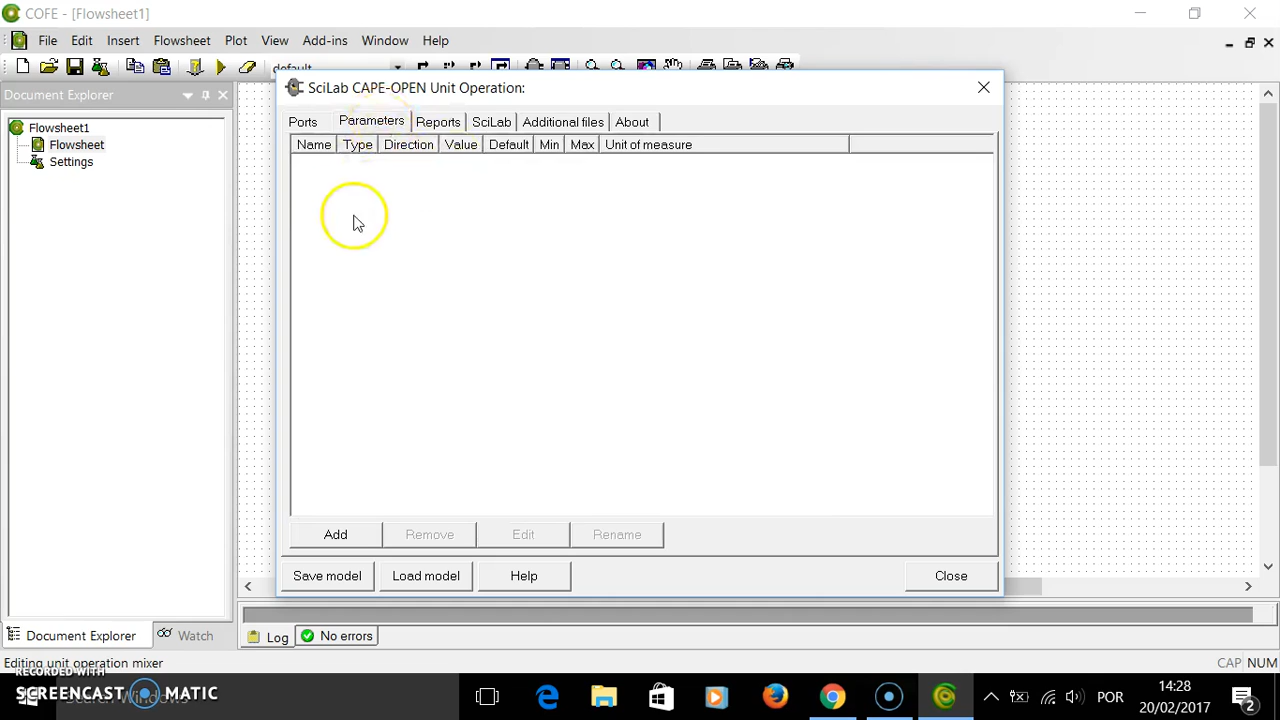 COFE - [Flowsheet1]
File Edit Insert Flowsheet Plot View Add-ins Window Help
default
Document Explorer
Flowsheet1
Flowsheet
Settings
SciLab CAPE-OPEN Unit Operation:
Ports Parameters Reports SciLab Additional files About
Name Type Direction Value Default Min Max Unit of measure
Add Remove Edit Rename
Save model Load model Help Close
Document Explorer Watch
Log No errors
Editing unit operation mixer
CAP NUM
RECORDED WITH
SCREENCAST MATIC
Search Windows
POR
14:28
20/02/2017
2